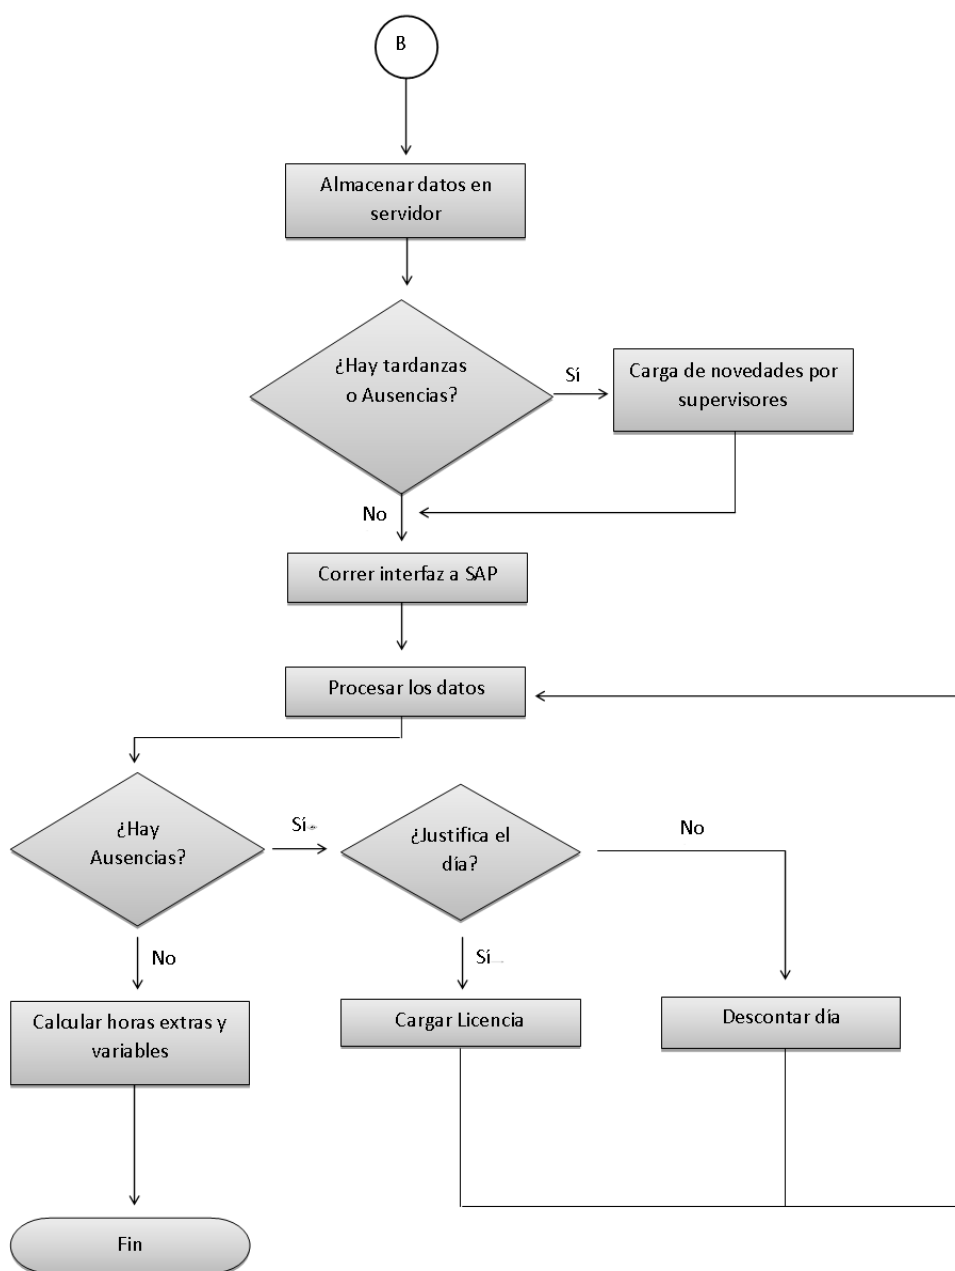 B
Almacenar datos en
servidor
¿Hay tardanzas
o Ausencias?
Sí
Carga de novedades por
supervisores
No
Correr interfaz a SAP
Procesar los datos
¿Hay
Ausencias?
Sí
¿Justifica el
día?
No
No
Sí
Calcular horas extras y
variables
Cargar Licencia
Descontar día
Fin